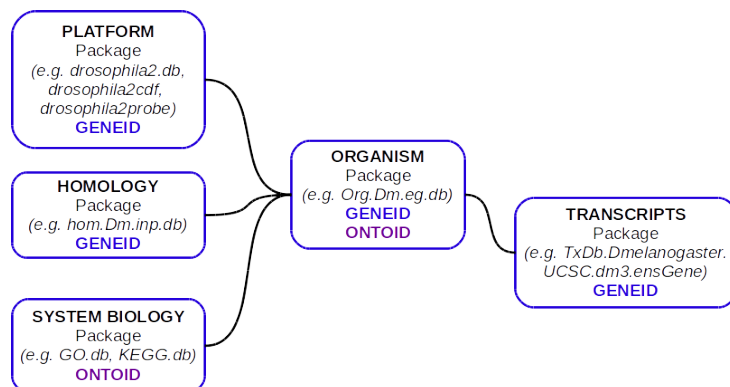 PLATFORM
Package
(e.g. drosophila2.db,
drosophila2cdf,
drosophila2probe)
GENEID
HOMOLOGY
Package
(e.g. hom.Dm.inp.db)
GENEID
SYSTEM BIOLOGY
Package
(e.g. GO.db, KEGG.db)
ONTOID
ORGANISM
Package
(e.g. Org.Dm.eg.db)
GENEID
ONTOID
TRANSCRIPTS
Package
(e.g. TxDb.Dmelanogaster.
UCSC.dm3.ensGene)
GENEID